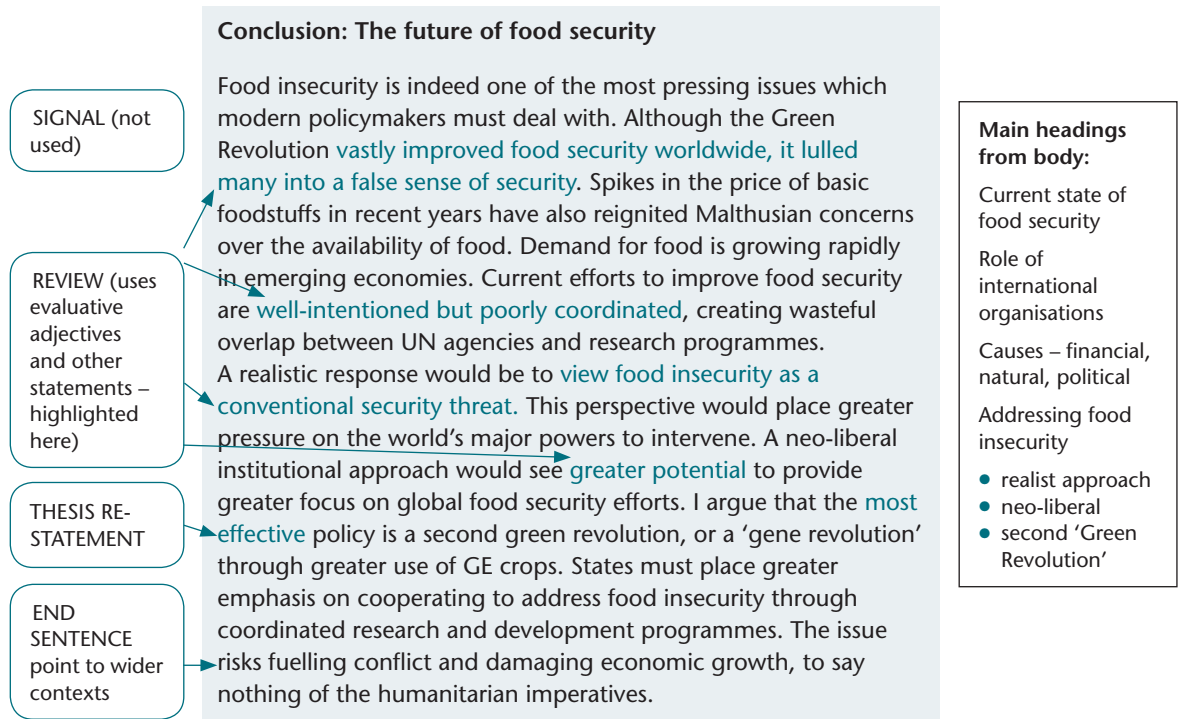 Conclusion: The future of food security
Food insecurity is indeed one of the most pressing issues which
modern policymakers must deal with. Although the Green
Revolution vastly improved food security worldwide, it lulled
many into a false sense of security. Spikes in the price of basic
foodstuffs in recent years have also reignited Malthusian concerns
over the availability of food. Demand for food is growing rapidly
in emerging economies. Current efforts to improve food security
are well-intentioned but poorly coordinated, creating wasteful
overlap between UN agencies and research programmes.
A realistic response would be to view food insecurity as a
conventional security threat. This perspective would place greater
pressure on the world's major powers to intervene. A neo-liberal
institutional approach would see greater potential to provide
greater focus on global food security efforts. I argue that the most
effective policy is a second green revolution, or a ‘gene revolution’
through greater use of GE crops. States must place greater
emphasis on cooperating to address food insecurity through
coordinated research and development programmes. The issue
risks fuelling conflict and damaging economic growth, to say
nothing of the humanitarian imperatives.
SIGNAL (not
used)
REVIEW (uses
evaluative
adjectives
and other
statements –
highlighted
here)
THESIS RE-
STATEMENT
END
SENTENCE
point to wider
contexts
Main headings
from body:
Current state of
food security
Role of
international
organisations
Causes – financial,
natural, political
Addressing food
insecurity
• realist approach
• neo-liberal
• second ‘Green
Revolution’